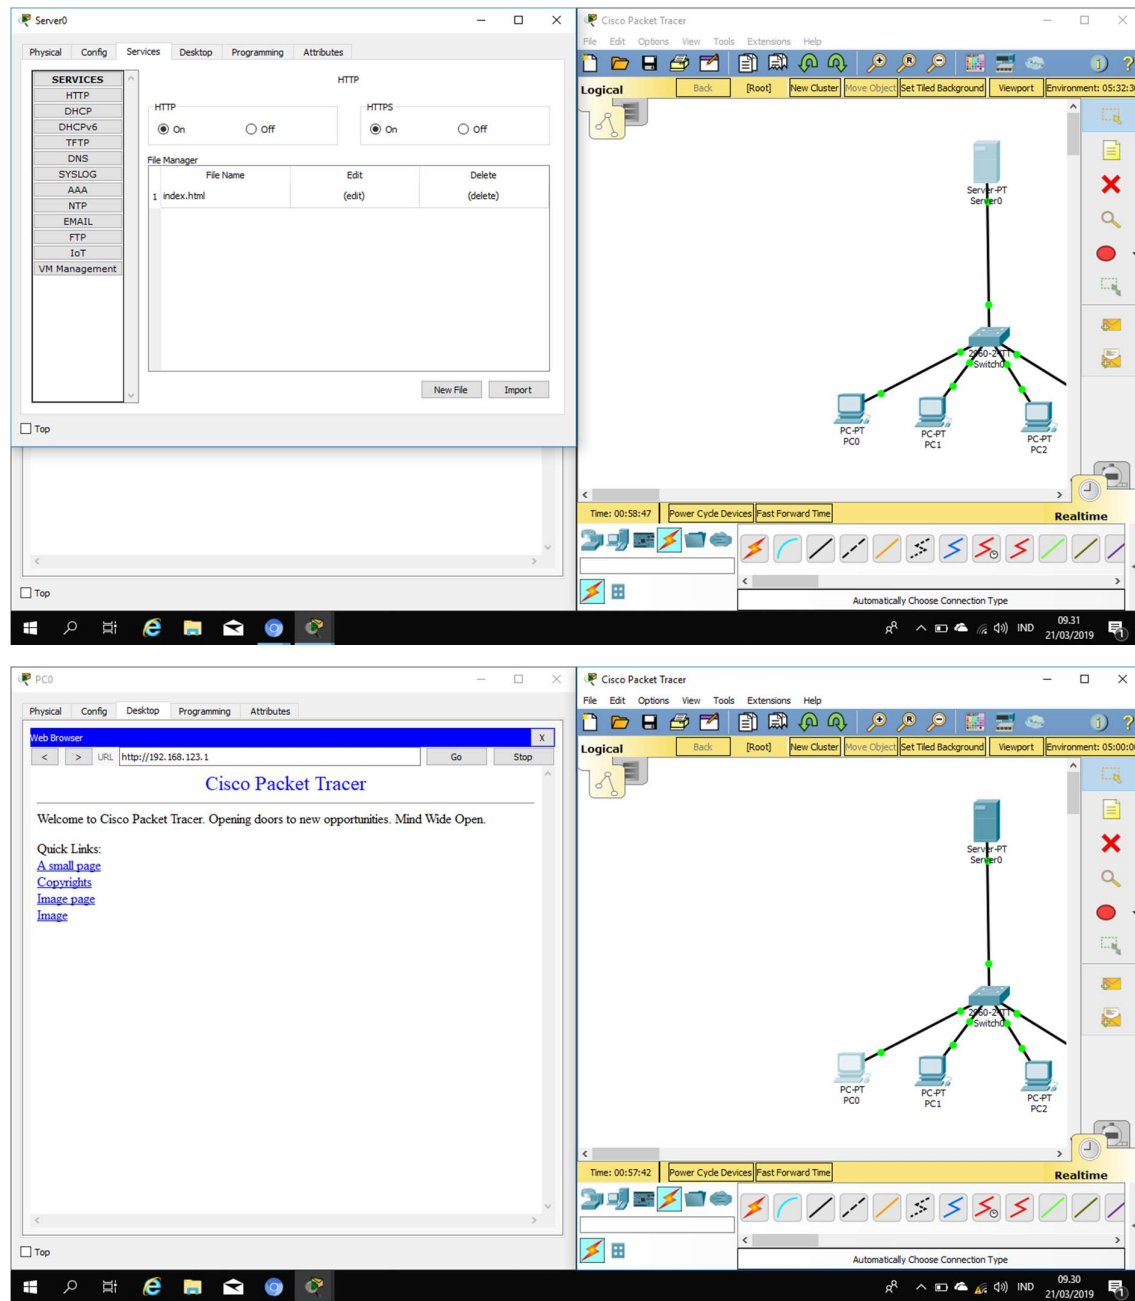 Server0
Physical Config Services Desktop Programming Attributes
SERVICES
HTTP
DHCP
DHCPv6
TFTP
DNS
SYSLOG
AAA
NTP
EMAIL
FTP
IoT
VM Management
HTTP
HTTP
On Off
HTTPS
On Off
File Manager
File Name Edit Delete
1 index.html (edit) (delete)
New File Import
Top
Top
Cisco Packet Tracer
File Edit Options View Tools Extensions Help
Logical Back [Root] New Cluster Move Object Set Tiled Background Viewport Environment: 05:32:3
Server-PT
Server0
2960-24TT
Switch0
PC-PT
PC0
PC-PT
PC1
PC-PT
PC2
Time: 00:58:47 Power Cycle Devices Fast Forward Time
Realtime
Automatically Choose Connection Type
IND
09.31
21/03/2019
PC0
Physical Config Desktop Programming Attributes
Web Browser X
< > URL http://192.168.123.1 Go Stop
Cisco Packet Tracer
Welcome to Cisco Packet Tracer. Opening doors to new opportunities. Mind Wide Open.
Quick Links:
A small page
Copyrights
Image page
Image
Top
Cisco Packet Tracer
File Edit Options View Tools Extensions Help
Logical Back [Root] New Cluster Move Object Set Tiled Background Viewport Environment: 05:00:0
Server-PT
Server0
2960-24TT
Switch0
PC-PT
PC0
PC-PT
PC1
PC-PT
PC2
Time: 00:57:42 Power Cycle Devices Fast Forward Time
Realtime
Automatically Choose Connection Type
IND
09.30
21/03/2019